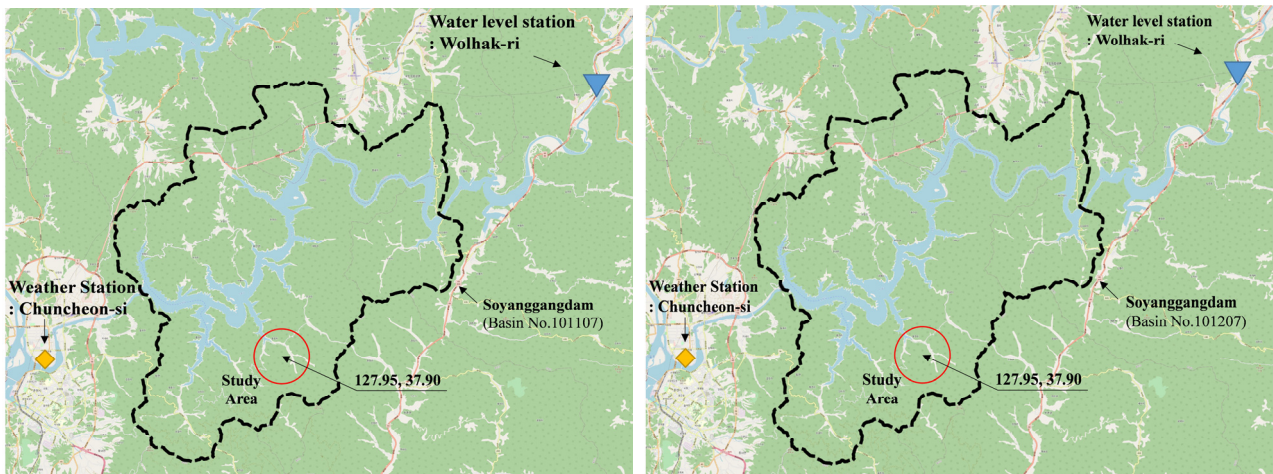 Water level station
: Wolhak-ri
Weather Station
: Chuncheon-si
Soyanggangdam
(Basin No.101107)
127.95, 37.90
Study
Area
Water level station
: Wolhak-ri
Weather Station
: Chuncheon-si
Soyanggangdam
(Basin No.101207)
127.95, 37.90
Study
Area